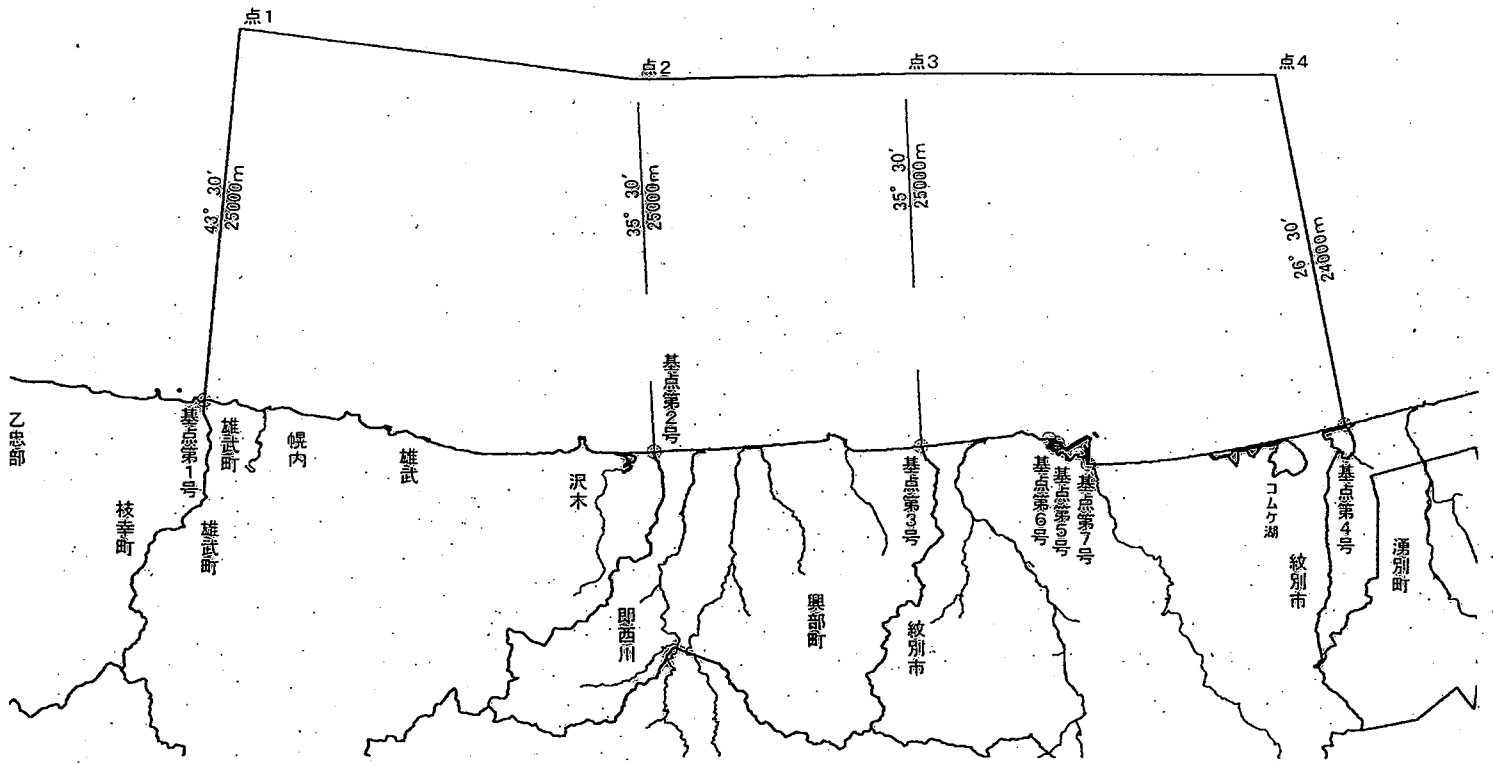 点1
点2
点3
点4
43° 30′
25000m
35° 30′
25000m
35° 30′
25000m
26° 30′
24000m
乙忠部
基点第1号
雄武町
幌内
雄武
沢木
基点第2号
基点第3号
基点第6号
基点第5号
基点第7号
コムケ湖
基点第4号
枝幸町
雄武町
興部町
紋別市
紋別市
湧別町